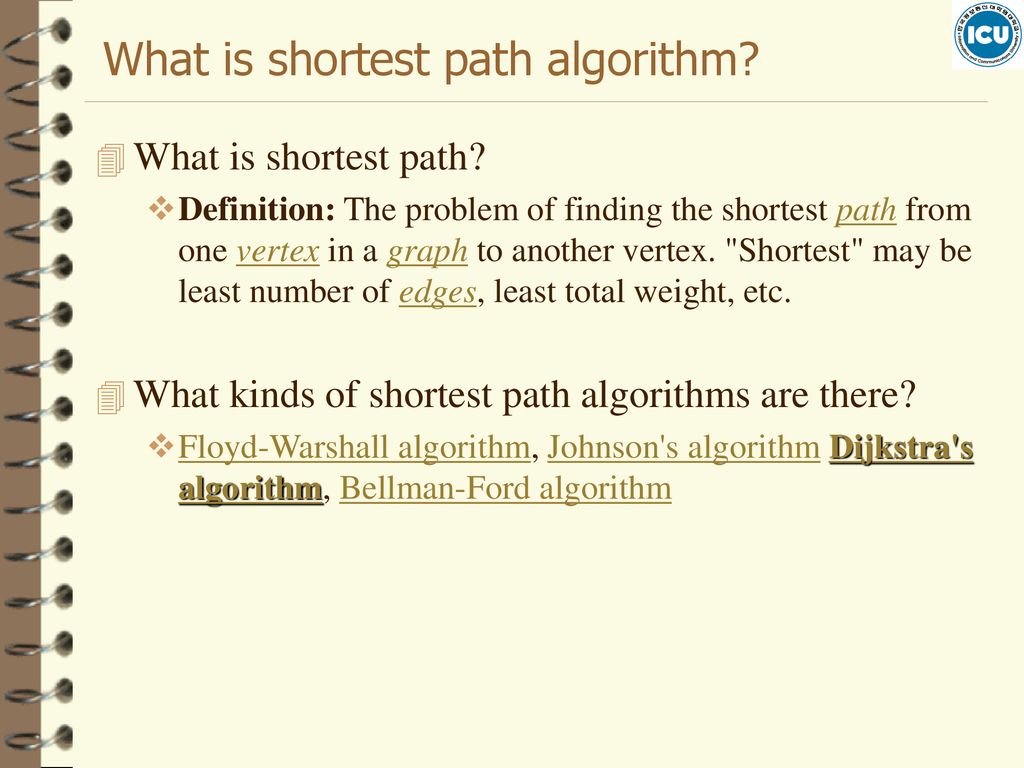 What is shortest path algorithm?
ICU
What is shortest path?
Definition: The problem of finding the shortest path from
one vertex in a graph to another vertex. "Shortest" may be
least number of edges, least total weight, etc.
What kinds of shortest path algorithms are there?
Floyd-Warshall algorithm, Johnson's algorithm Dijkstra's
algorithm, Bellman-Ford algorithm